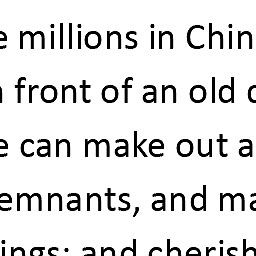 e millions in Chin
front of an old
e can make out a
emnants, and ma
ings; and cherish